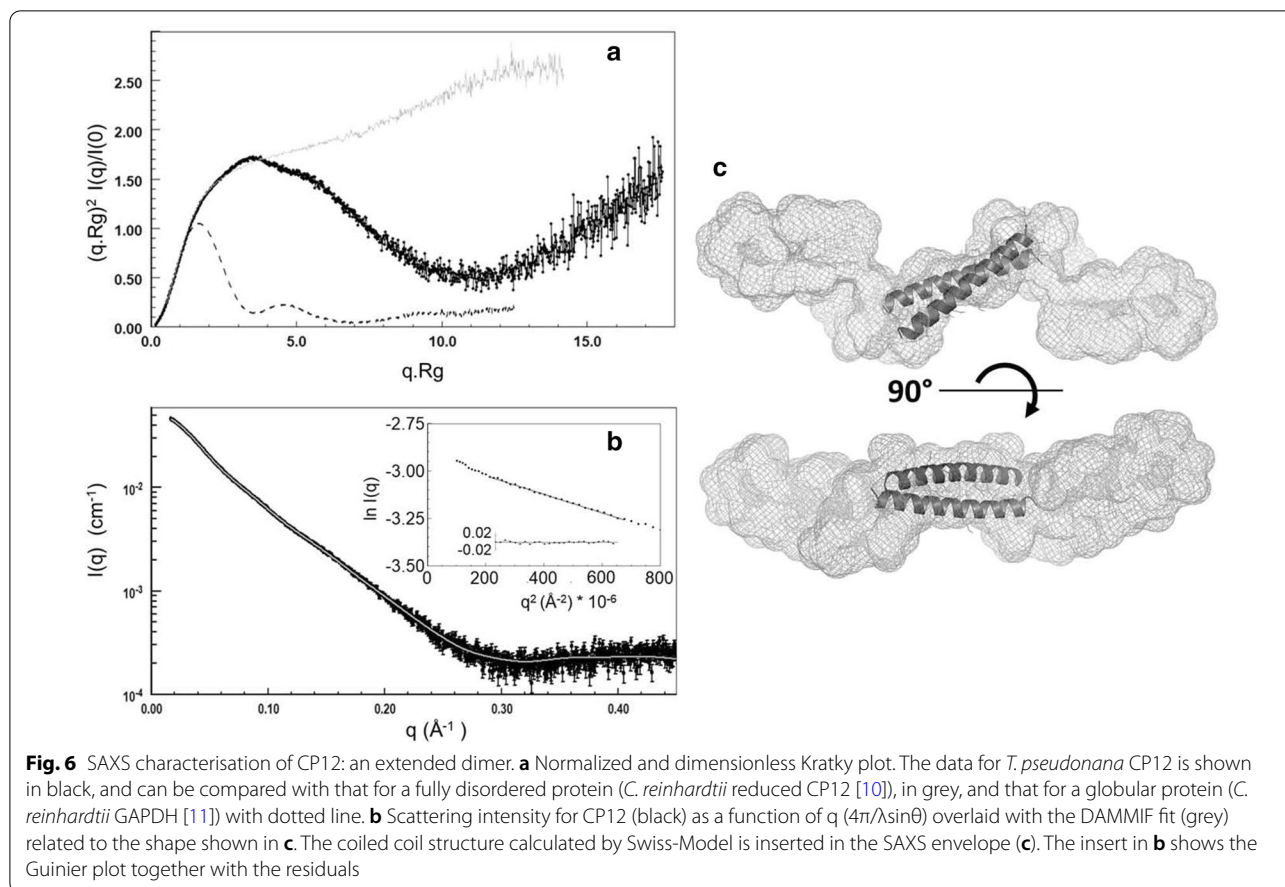 a
2.50
2.00
1.50
1.00
0.50
0.00
(q.Rg)² I(q)/I(0)
0.0
5.0
10.0
15.0
q.Rg
b
10⁻²
10⁻³
10⁻⁴
I(q) (cm⁻¹)
0.00
0.10
0.20
0.30
0.40
q (Å⁻¹)
-2.75
-3.00
-3.25
-3.50
ln I(q)
0.02
-0.02
0
200
400
600
800
q² (Å⁻²) * 10⁻⁶
c
90°
Fig. 6 SAXS characterisation of CP12: an extended dimer. a Normalized and dimensionless Kratky plot. The data for T. pseudonana CP12 is shown
in black, and can be compared with that for a fully disordered protein (C. reinhardtii reduced CP12 [10]), in grey, and that for a globular protein (C.
reinhardtii GAPDH [11]) with dotted line. b Scattering intensity for CP12 (black) as a function of q (4π/λsinθ) overlaid with the DAMMIF fit (grey)
related to the shape shown in c. The coiled coil structure calculated by Swiss-Model is inserted in the SAXS envelope (c). The insert in b shows the
Guinier plot together with the residuals